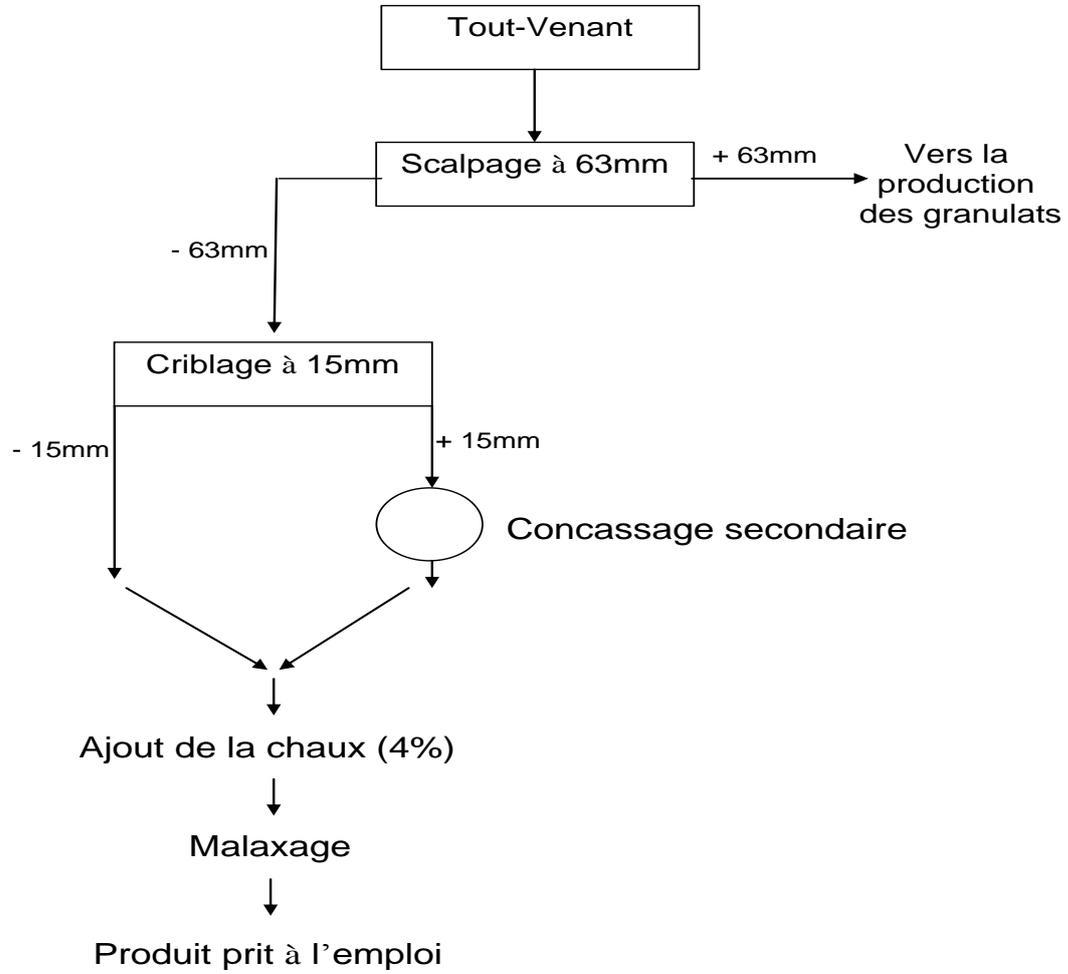 Tout-Venant
Scalpage à 63mm
+ 63mm
Vers la
production
des granulats
- 63mm
Criblage à 15mm
- 15mm
+ 15mm
Concassage secondaire
Ajout de la chaux (4%)
Malaxage
Produit prit à l’emploi